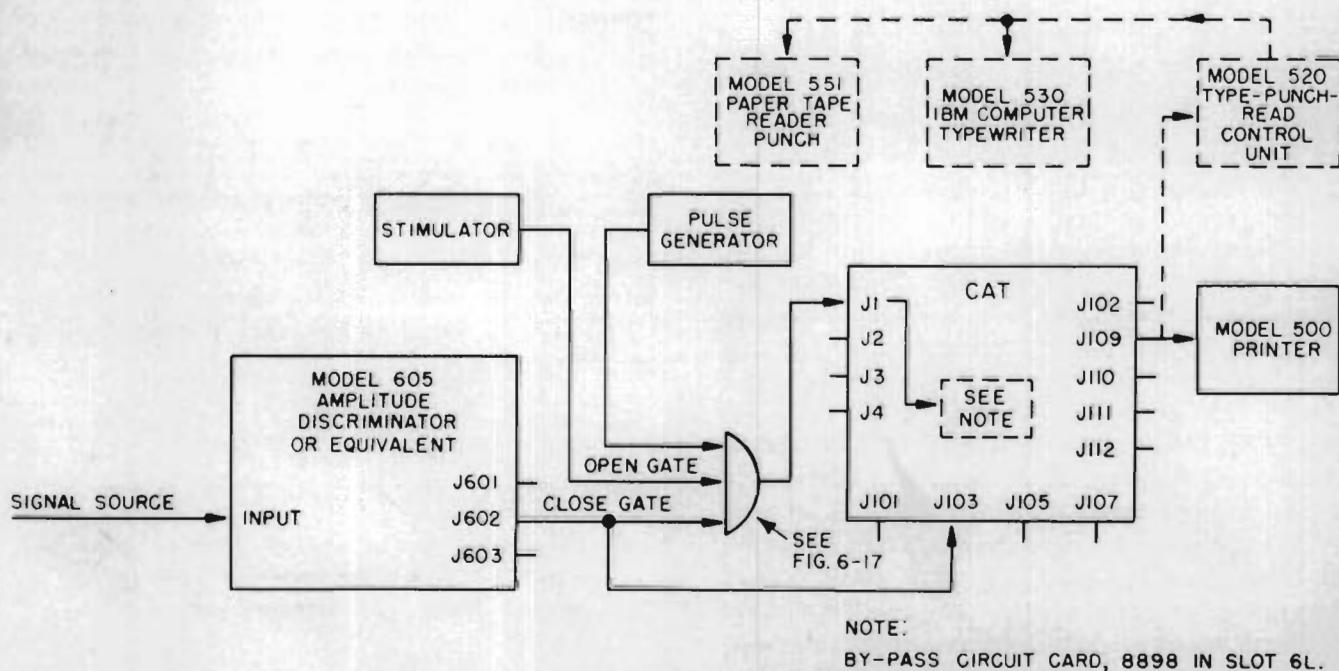 MODEL 551
PAPER TAPE
READER
PUNCH
MODEL 530
IBM COMPUTER
TYPEWRITER
MODEL 520
TYPE-PUNCH-
READ
CONTROL
UNIT
STIMULATOR
PULSE
GENERATOR
CAT
J1
J2
J3
J4
J102
J109
J110
J111
J112
SEE
NOTE
J101
J103
J105
J107
MODEL 500
PRINTER
MODEL 605
AMPLITUDE
DISCRIMINATOR
OR EQUIVALENT
SIGNAL SOURCE
INPUT
J601
J602
J603
OPEN GATE
CLOSE GATE
SEE
FIG. 6-17
NOTE:
BY-PASS CIRCUIT CARD, 8898 IN SLOT 6L.